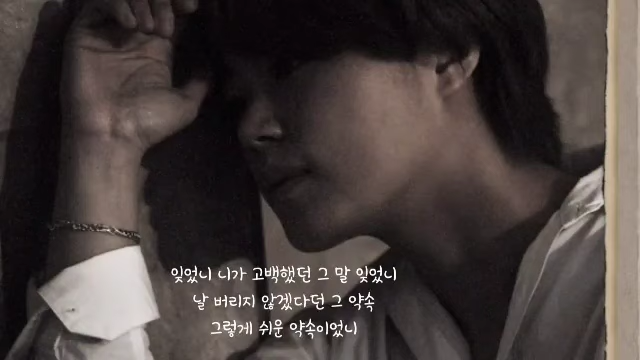 잊었니 니가 고백했던 그 말 잊었니
날 버리지 않겠다던 그 약속
그렇게 쉬운 약속이었니